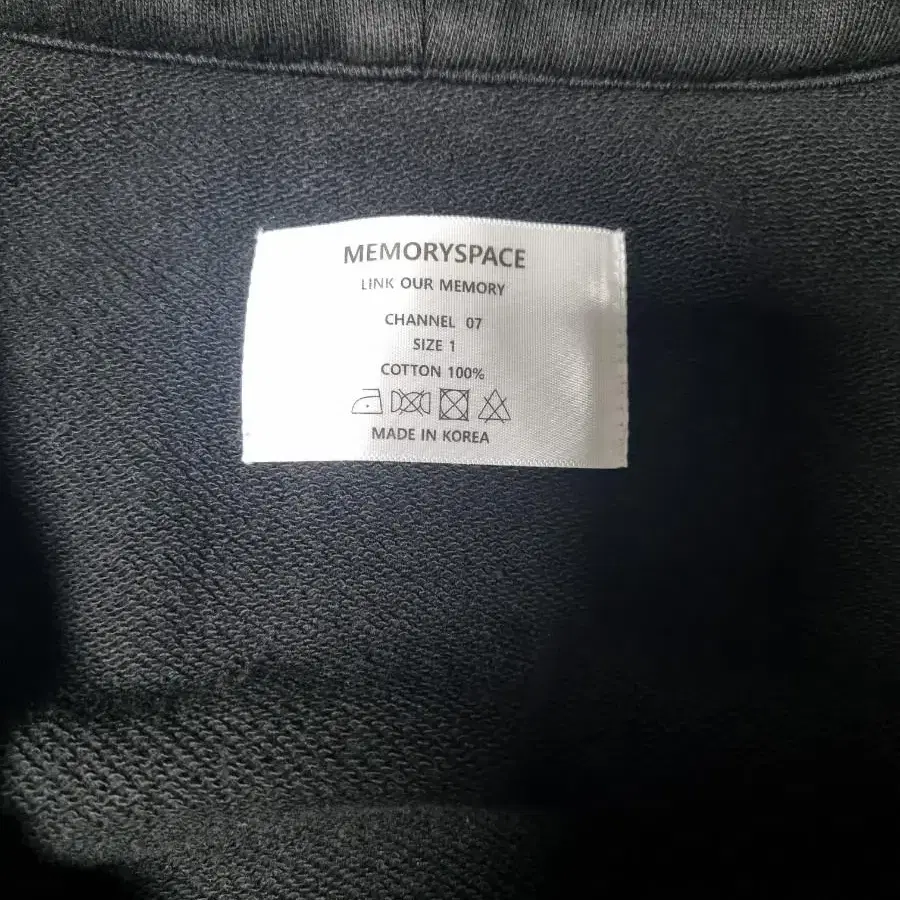 MEMORYSPACE
LINK OUR MEMORY
CHANNEL 07
SIZE 1
COTTON 100%
MADE IN KOREA